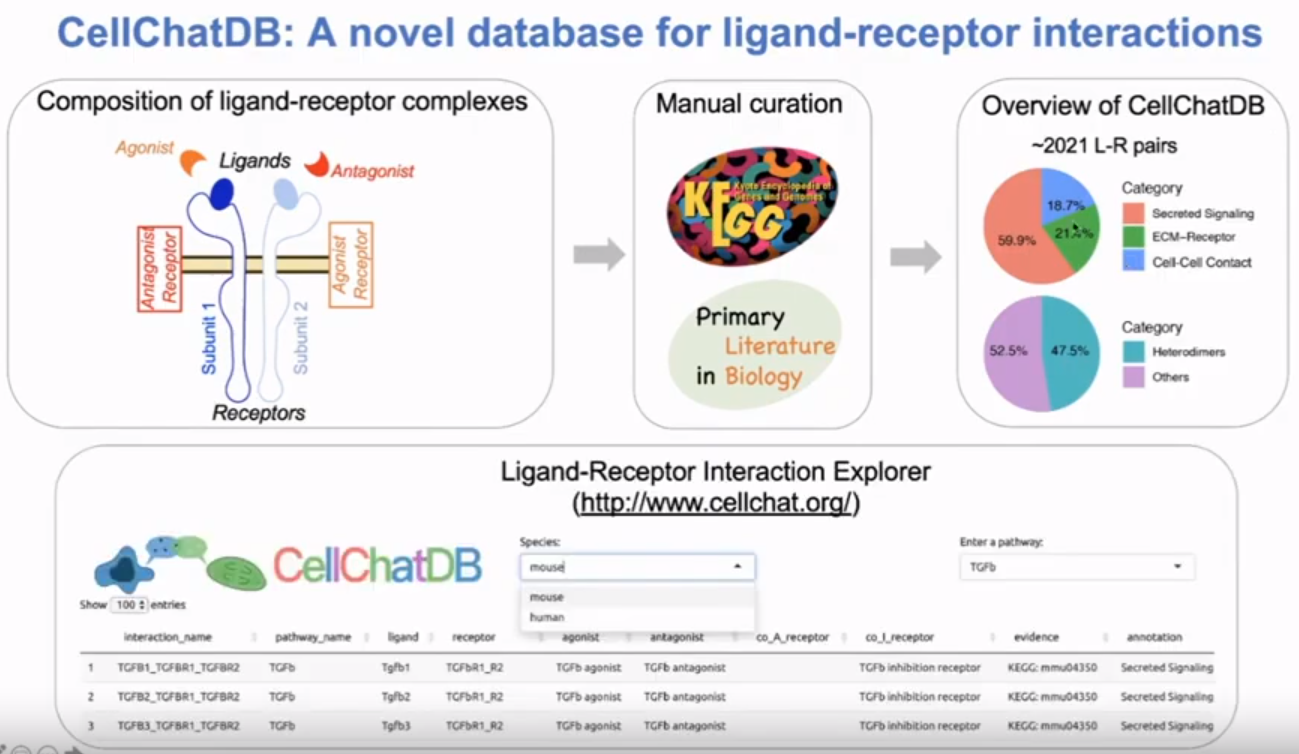 CellChatDB: A novel database for ligand-receptor interactions
Composition of ligand-receptor complexes
Agonist
Ligands
Antagonist
Antagonist
Receptor
Agonist
Receptor
Subunit 1
Subunit 2
Receptors
Manual curation
KEGG
Kyoto Encyclopedia of
Genes and Genomes
Primary
Literature
in Biology
Overview of CellChatDB
~2021 L-R pairs
18.7%
59.9%
Category
Secreted Signaling
ECM-Receptor
Cell-Cell Contact
52.5%
47.5%
Category
Heterodimers
Others
Ligand-Receptor Interaction Explorer
(http://www.cellchat.org/)
CellChatDB
Species:
mouse
mouse
human
Enter a pathway:
TGFb
Show 100 entries
interaction_name pathway_name ligand receptor agonist antagonist co_A_receptor co_I_receptor evidence annotation
1 TGFB1_TGFBR1_TGFBR2 TGFb Tgfb1 TGFbR1_R2 TGFb agonist TGFb antagonist TGFb inhibition receptor KEGG: mmu04350 Secreted Signaling
2 TGFB2_TGFBR1_TGFBR2 TGFb Tgfb2 TGFbR1_R2 TGFb agonist TGFb antagonist TGFb inhibition receptor KEGG: mmu04350 Secreted Signaling
3 TGFB3_TGFBR1_TGFBR2 TGFb Tgfb3 TGFbR1_R2 TGFb agonist TGFb antagonist TGFb inhibition receptor KEGG: mmu04350 Secreted Signaling